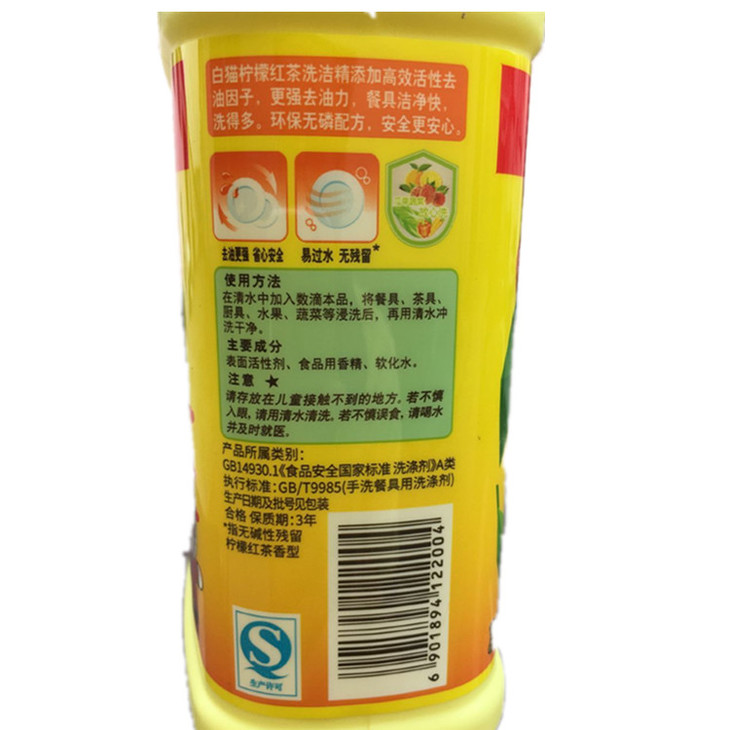 白猫柠檬红茶洗洁精添加高效活性去
油因子，更强去油力，餐具洁净快，
洗得多。环保无磷配方，安全更安心。
去油更强 省心安全
易过水 无残留*
使用方法
在清水中加入数滴本品，将餐具、茶具、
厨具、水果、蔬菜等浸洗后，再用清水冲
洗干净。
主要成分
表面活性剂、食品用香精、软化水。
注意 ★
请存放在儿童接触不到的地方。若不慎
入眼，请用清水清洗。若不慎误食，请喝水
并及时就医。
产品所属类别：
GB14930.1《食品安全国家标准 洗涤剂》A类
执行标准：GB/T9985(手洗餐具用洗涤剂)
生产日期及批号见包装
合格 保质期：3年
*指无碱性残留
柠檬红茶香型
6 901894 122004
生产许可